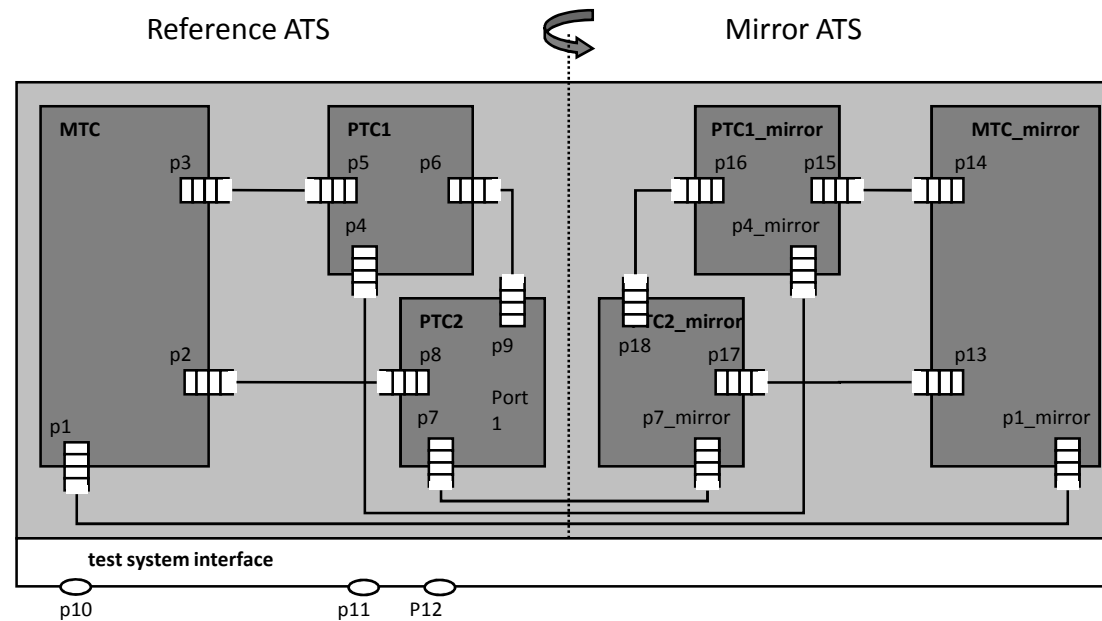 Reference ATS
Mirror ATS
MTC
PTC1
PTC1_mirror
MTC_mirror
p3
p5
p6
p16
p15
p14
p4
p4_mirror
PTC2
TC2_mirror
p2
p8
p9
p18
p17
p13
Port
1
p1
p7
p7_mirror
p1_mirror
test system interface
p10
p11
P12